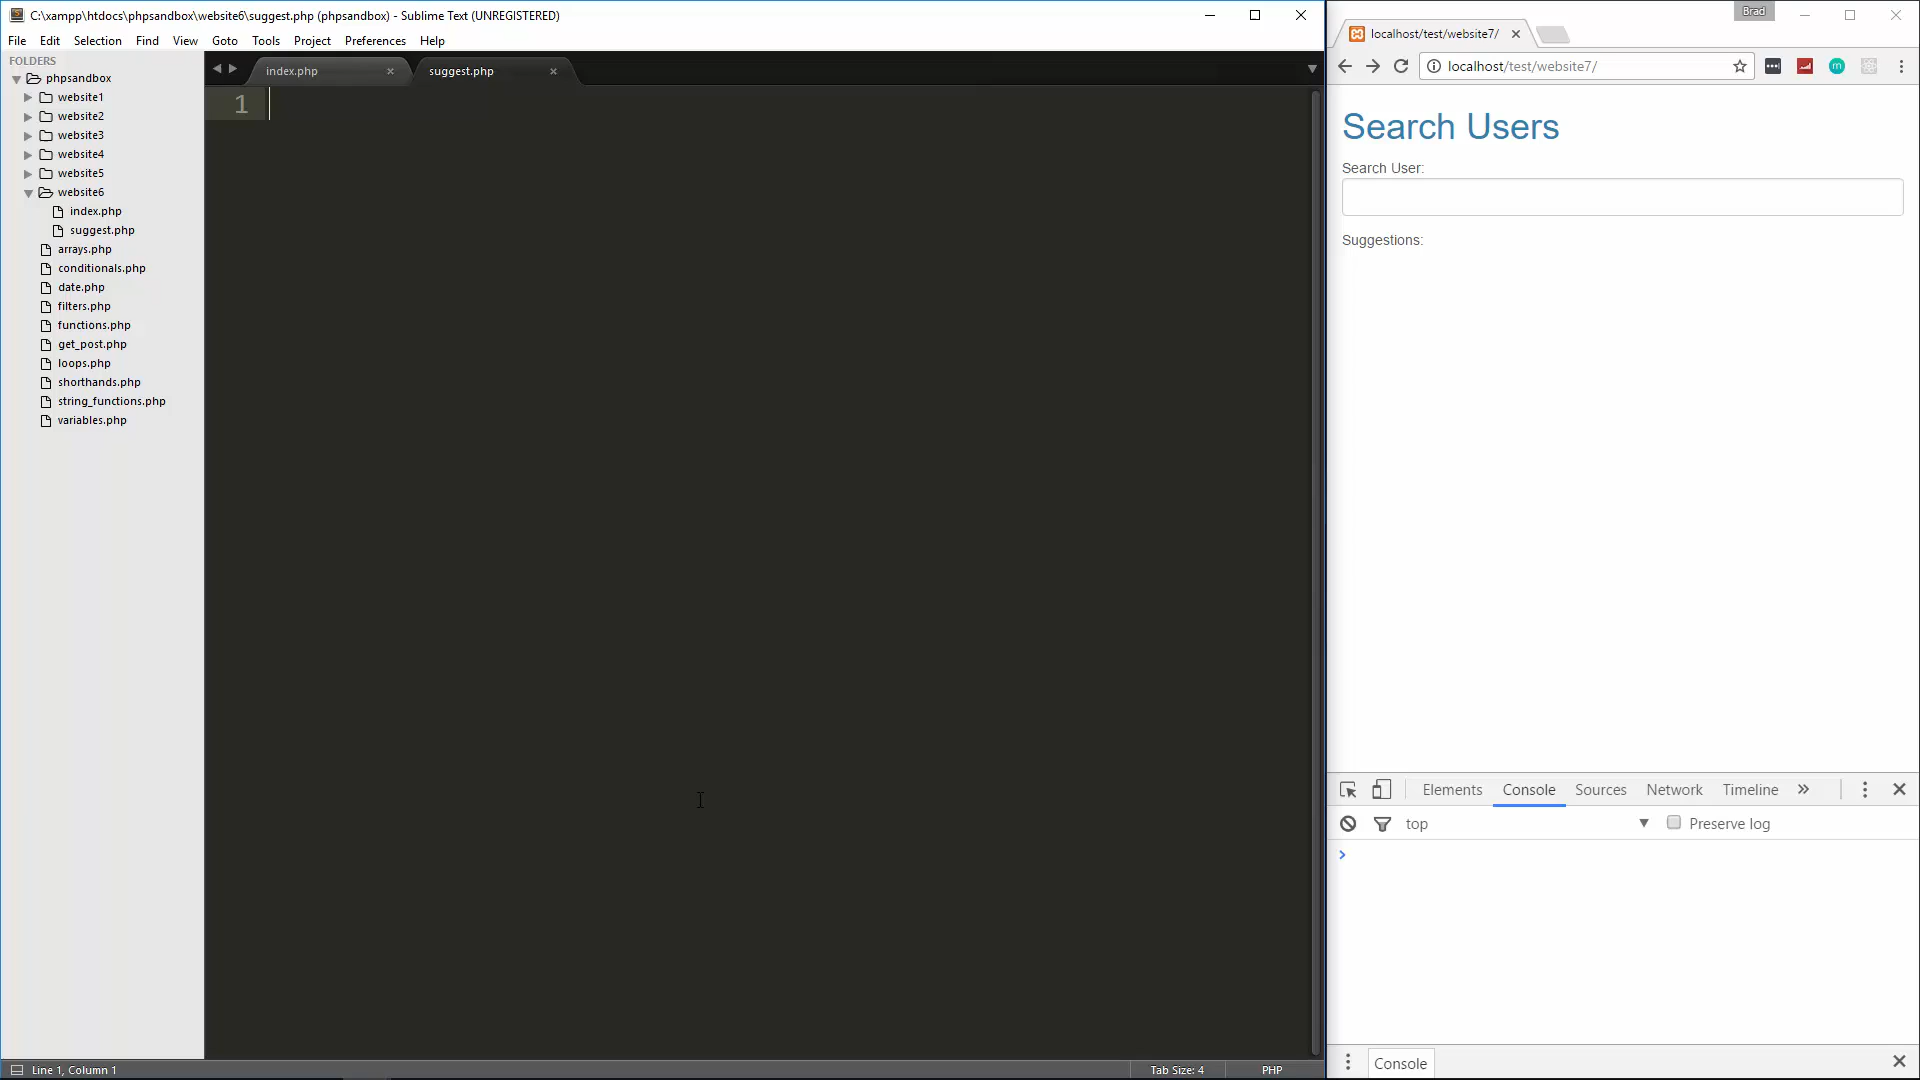 C:\xampp\htdocs\phpsandbox\website6\suggest.php (phpsandbox) - Sublime Text (UNREGISTERED)
File Edit Selection Find View Goto Tools Project Preferences Help
FOLDERS
phpsandbox
website1
website2
website3
website4
website5
website6
index.php
suggest.php
arrays.php
conditionals.php
date.php
filters.php
functions.php
get_post.php
loops.php
shorthands.php
string_functions.php
variables.php
index.php
suggest.php
1
Line 1, Column 1
Tab Size: 4
PHP
Brad
localhost/test/website7/
localhost/test/website7/
Search Users
Search User:
Suggestions:
Elements Console Sources Network Timeline »
top
Preserve log
Console